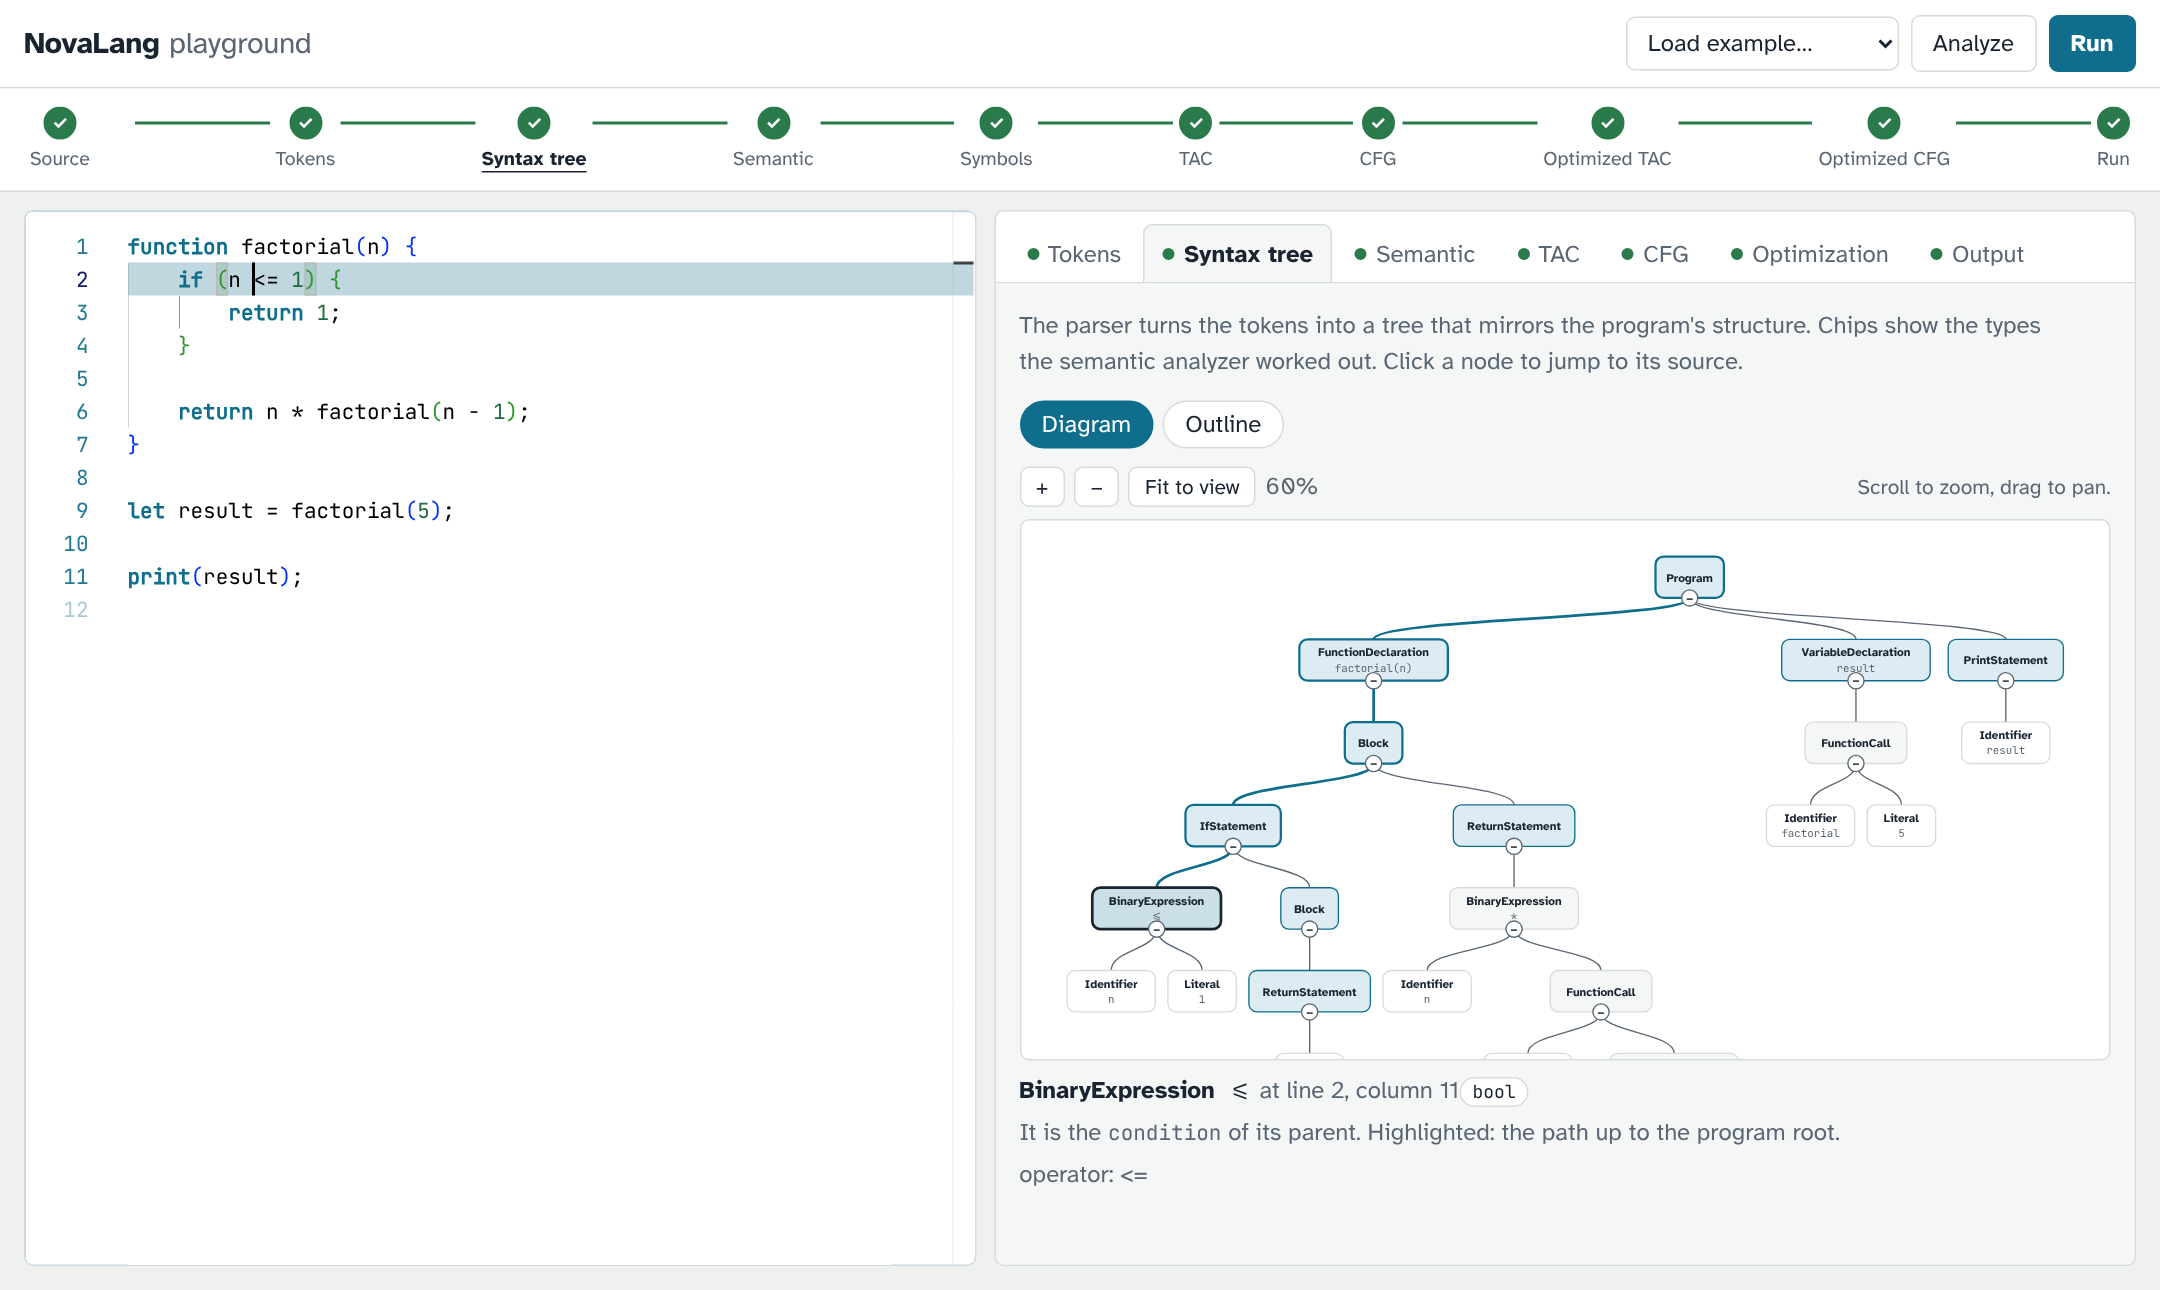 NovaLang playground
Load example...
Analyze
Run
Source
Tokens
Syntax tree
Semantic
Symbols
TAC
CFG
Optimized TAC
Optimized CFG
Run
1 function factorial(n) {
2     if (n <= 1) {
3         return 1;
4     }
5
6     return n * factorial(n - 1);
7 }
8
9 let result = factorial(5);
10
11 print(result);
12
Tokens
Syntax tree
Semantic
TAC
CFG
Optimization
Output
The parser turns the tokens into a tree that mirrors the program's structure. Chips show the types
the semantic analyzer worked out. Click a node to jump to its source.
Diagram
Outline
+
−
Fit to view
60%
Scroll to zoom, drag to pan.
Program
FunctionDeclaration
factorial(n)
VariableDeclaration
result
PrintStatement
Block
FunctionCall
Identifier
result
IfStatement
ReturnStatement
Identifier
factorial
Literal
5
BinaryExpression
≤
Block
BinaryExpression
*
Identifier
n
Literal
1
ReturnStatement
Identifier
n
FunctionCall
BinaryExpression ≤ at line 2, column 11 bool
It is the condition of its parent. Highlighted: the path up to the program root.
operator: <=